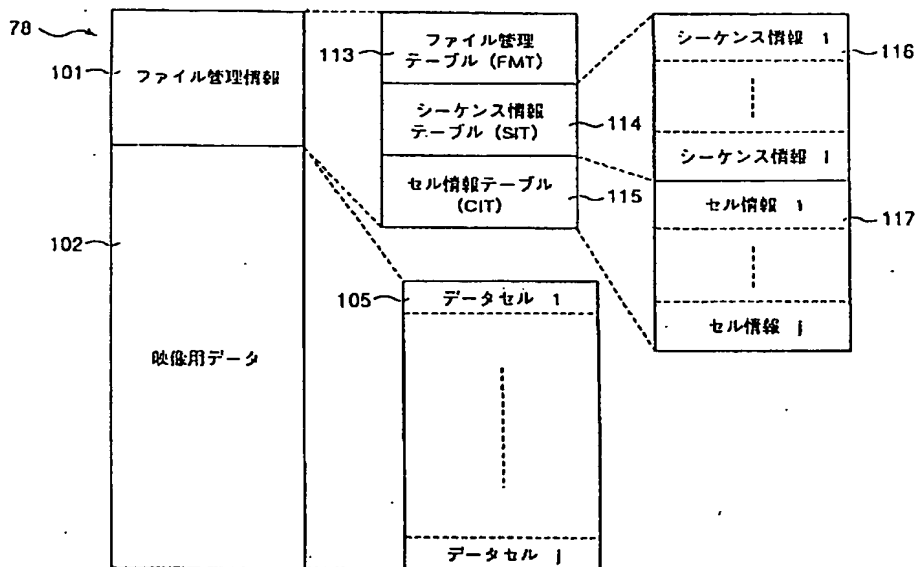 78
101
ファイル管理情報
102
映像用データ
113
ファイル管理
テーブル (FMT)
シーケンス情報
テーブル (SIT)
114
セル情報テーブル
(CIT)
115
105
データセル 1
データセル j
シーケンス情報 1
116
シーケンス情報 i
セル情報 1
117
セル情報 j